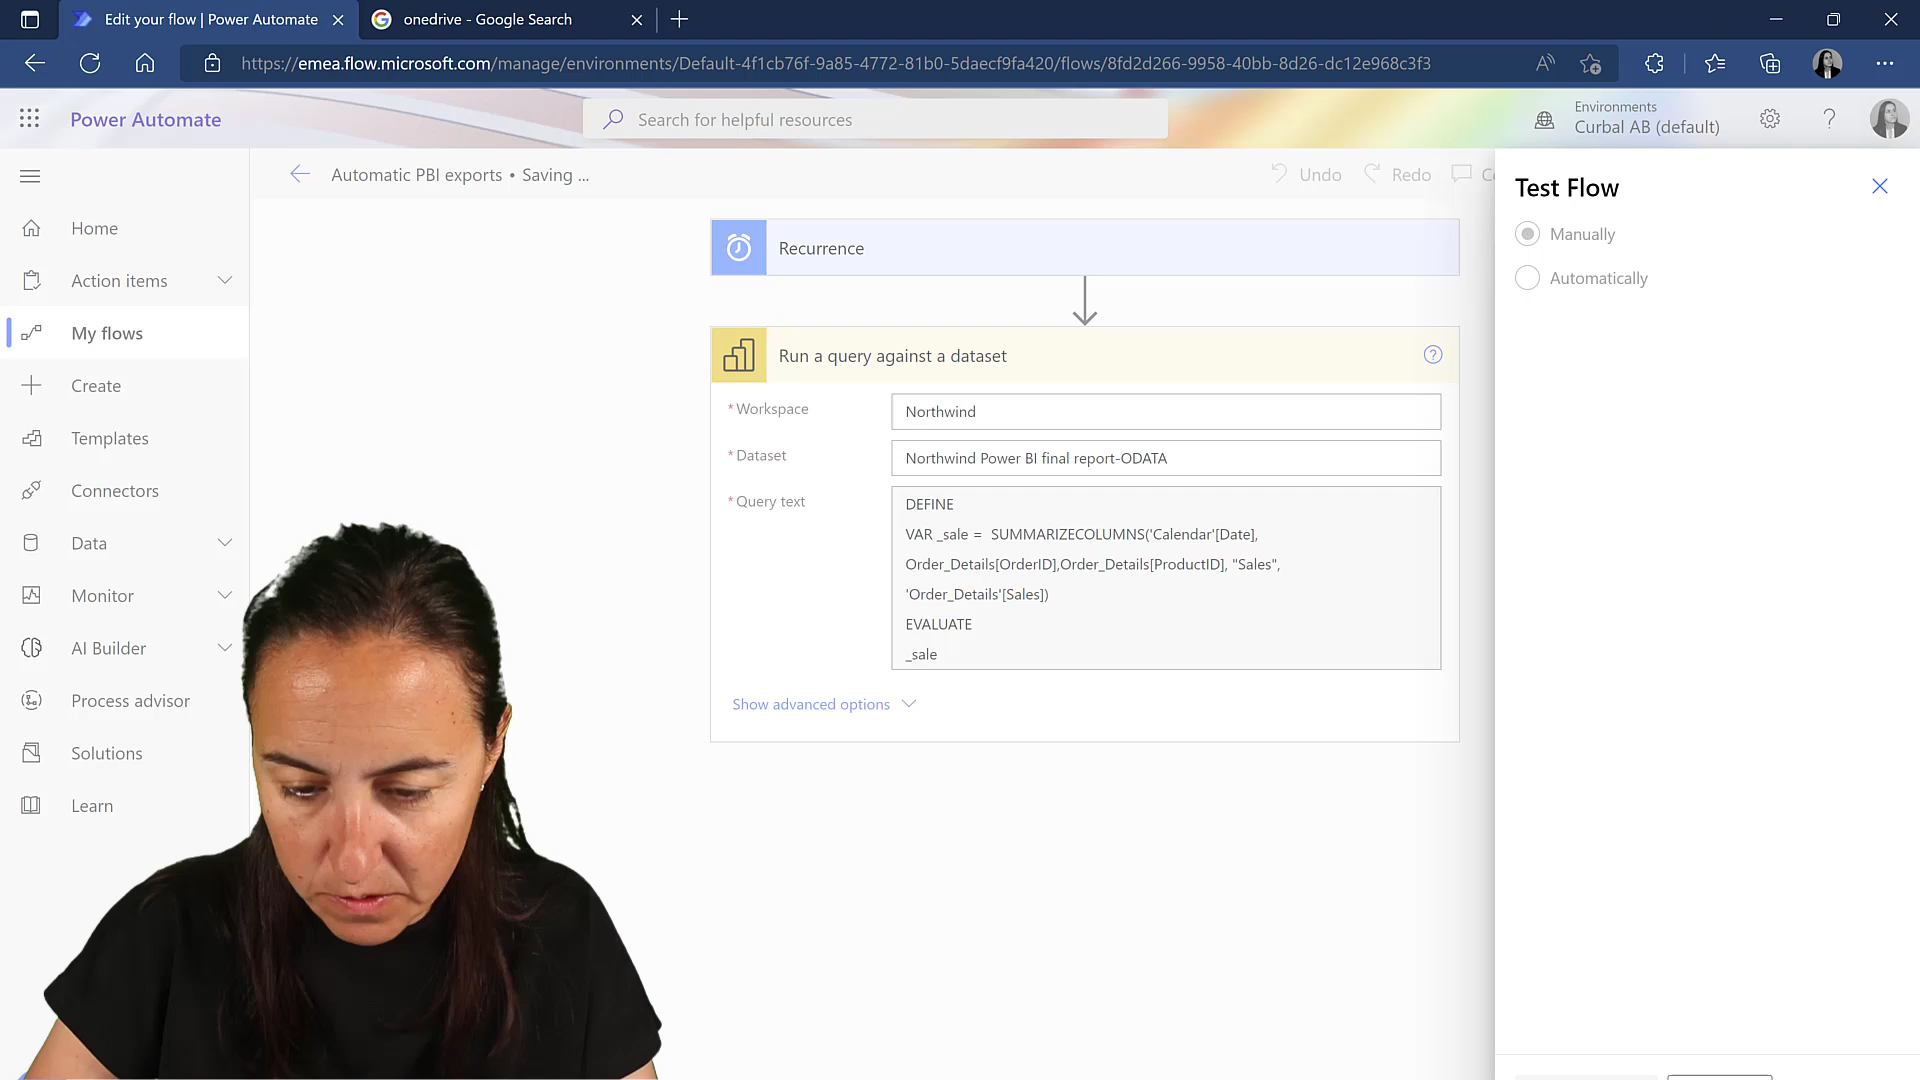 Edit your flow | Power Automate
onedrive - Google Search
https://emea.flow.microsoft.com/manage/environments/Default-4f1cb76f-9a85-4772-81b0-5daecf9fa420/flows/8fd2d266-9958-40bb-8d26-dc12e968c3f3
Power Automate
Search for helpful resources
Environments
Curbal AB (default)
Automatic PBI exports • Saving ...
Undo
Redo
Home
Action items
My flows
Create
Templates
Connectors
Data
Monitor
AI Builder
Process advisor
Solutions
Learn
Recurrence
Run a query against a dataset
* Workspace
Northwind
* Dataset
Northwind Power BI final report-ODATA
* Query text
DEFINE
VAR _sale = SUMMARIZECOLUMNS('Calendar'[Date],
Order_Details[OrderID],Order_Details[ProductID], "Sales",
'Order_Details'[Sales])
EVALUATE
_sale
Show advanced options
Test Flow
Manually
Automatically